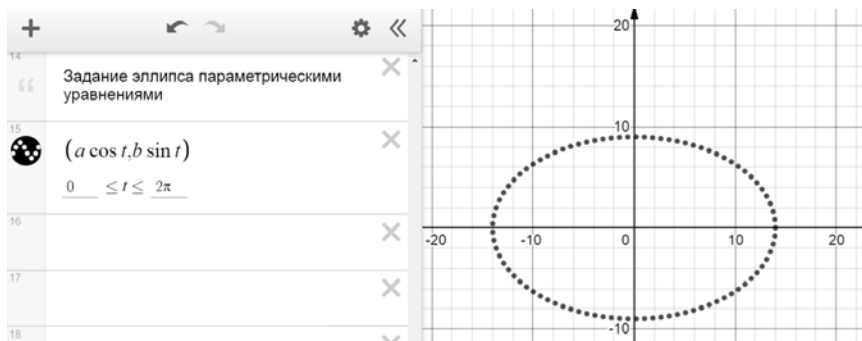 14
Задание эллипса параметрическими
уравнениями
15
(a cos t,b sin t)
0 ≤ t ≤ 2π
16
17
18
20
10
-20 -10 0 10 20
-10